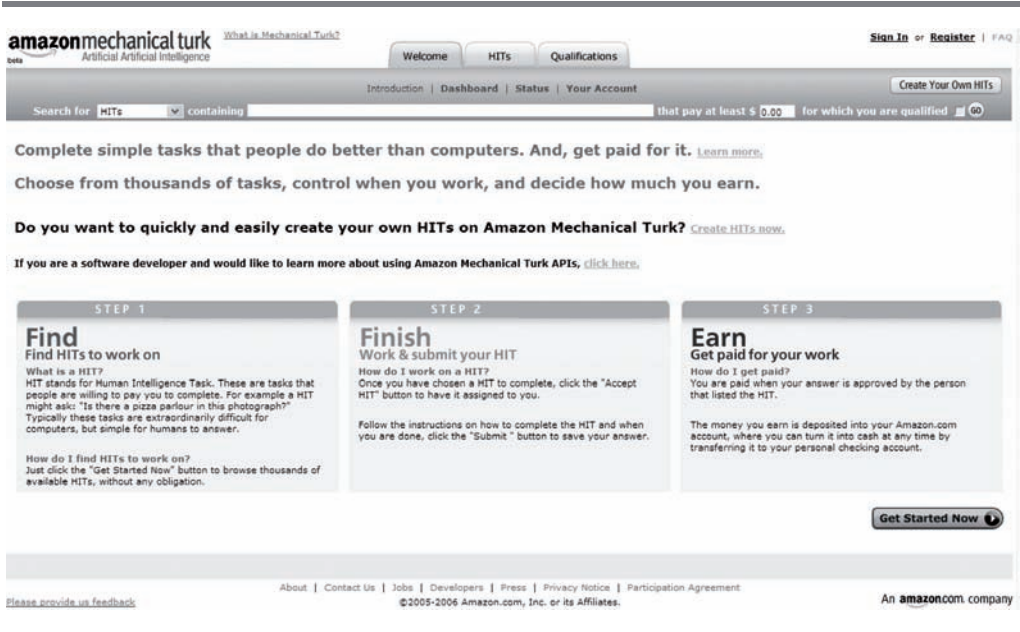 amazonmechanical turk
beta
Artificial Artificial Intelligence
What is Mechanical Turk?
Welcome HITs Qualifications
Sign In or Register | FAQ
Introduction | Dashboard | Status | Your Account
Create Your Own HITs
Search for HITs containing that pay at least $ 0.00 for which you are qualified GO
Complete simple tasks that people do better than computers. And, get paid for it. Learn more.
Choose from thousands of tasks, control when you work, and decide how much you earn.
Do you want to quickly and easily create your own HITs on Amazon Mechanical Turk? Create HITs now.
If you are a software developer and would like to learn more about using Amazon Mechanical Turk APIs, click here.
STEP 1
Find
Find HITs to work on
What is a HIT?
HIT stands for Human Intelligence Task. These are tasks that
people are willing to pay you to complete. For example a HIT
might ask: "Is there a pizza parlour in this photograph?"
Typically these tasks are extraordinarily difficult for
computers, but simple for humans to answer.
How do I find HITs to work on?
Just click the "Get Started Now" button to browse thousands of
available HITs, without any obligation.
STEP 2
Finish
Work & submit your HIT
How do I work on a HIT?
Once you have chosen a HIT to complete, click the "Accept
HIT" button to have it assigned to you.
Follow the instructions on how to complete the HIT and when
you are done, click the "Submit " button to save your answer.
STEP 3
Earn
Get paid for your work
How do I get paid?
You are paid when your answer is approved by the person
that listed the HIT.
The money you earn is deposited into your Amazon.com
account, where you can turn it into cash at any time by
transferring it to your personal checking account.
Get Started Now
About | Contact Us | Jobs | Developers | Press | Privacy Notice | Participation Agreement
Please provide us feedback
©2005-2006 Amazon.com, Inc. or its Affiliates.
An amazon.com. company